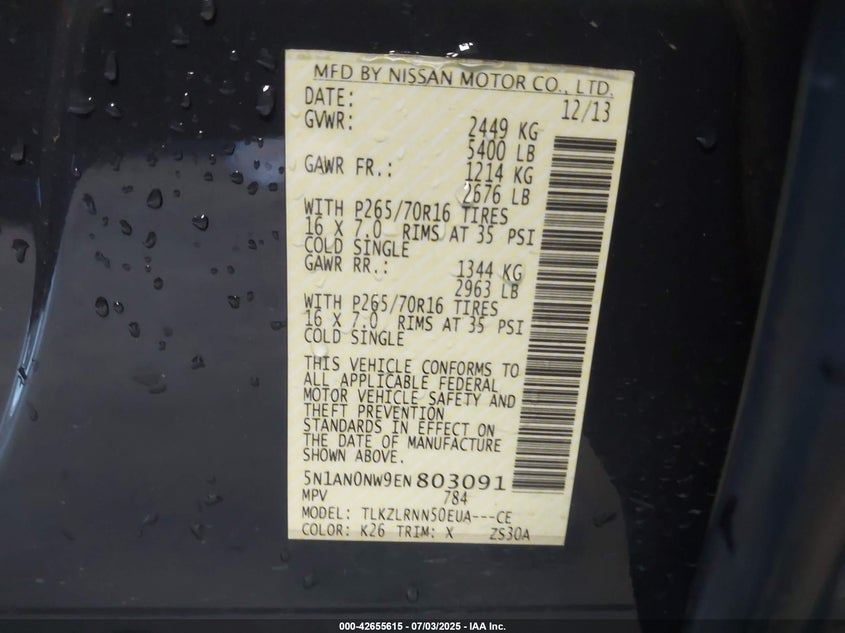 MFD BY NISSAN MOTOR CO., LTD.
DATE: 12/13
GVWR: 2449 KG
5400 LB
GAWR FR.: 1214 KG
2676 LB
WITH P265/70R16 TIRES
16 X 7.0 RIMS AT 35 PSI
COLD SINGLE
GAWR RR.: 1344 KG
2963 LB
WITH P265/70R16 TIRES
16 X 7.0 RIMS AT 35 PSI
COLD SINGLE
THIS VEHICLE CONFORMS TO
ALL APPLICABLE FEDERAL
MOTOR VEHICLE SAFETY AND
THEFT PREVENTION
STANDARDS IN EFFECT ON
THE DATE OF MANUFACTURE
SHOWN ABOVE.
5N1AN0NW9EN803091
MPV 784
MODEL: TLKZLRNN50EUA---CE
COLOR: K26 TRIM: X ZS30A
000-42655615 - 07/03/2025 - IAA Inc.